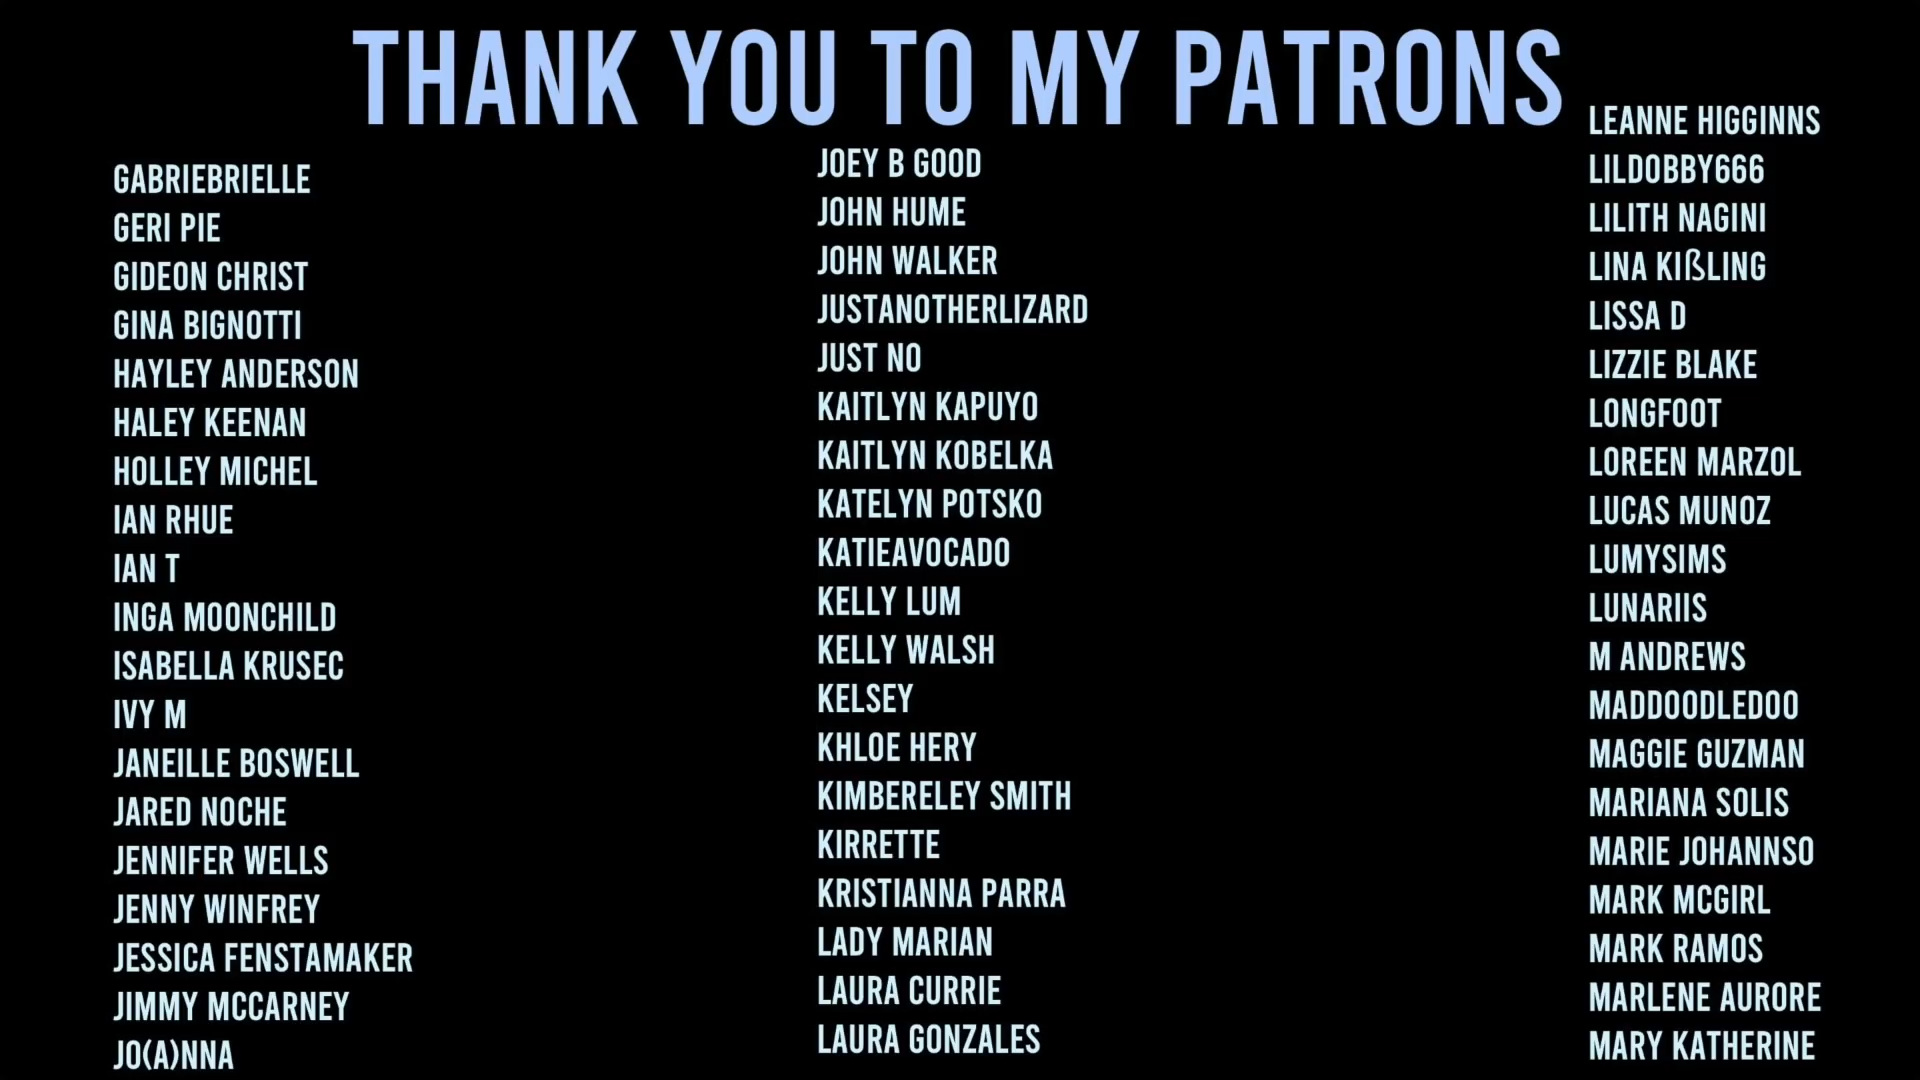 THANK YOU TO MY PATRONS
GABRIEBRIELLE
GERI PIE
GIDEON CHRIST
GINA BIGNOTTI
HAYLEY ANDERSON
HALEY KEENAN
HOLLEY MICHEL
IAN RHUE
IAN T
INGA MOONCHILD
ISABELLA KRUSEC
IVY M
JANEILLE BOSWELL
JARED NOCHE
JENNIFER WELLS
JENNY WINFREY
JESSICA FENSTAMAKER
JIMMY MCCARNEY
JO(A)NNA
JOEY B GOOD
JOHN HUME
JOHN WALKER
JUSTANOTHERLIZARD
JUST NO
KAITLYN KAPUYO
KAITLYN KOBELKA
KATELYN POTSKO
KATIEAVOCADO
KELLY LUM
KELLY WALSH
KELSEY
KHLOE HERY
KIMBERELEY SMITH
KIRRETTE
KRISTIANNA PARRA
LADY MARIAN
LAURA CURRIE
LAURA GONZALES
LEANNE HIGGINNS
LILDOBBY666
LILITH NAGINI
LINA KIßLING
LISSA D
LIZZIE BLAKE
LONGFOOT
LOREEN MARZOL
LUCAS MUNOZ
LUMYSIMS
LUNARIIS
M ANDREWS
MADDOODLEDOO
MAGGIE GUZMAN
MARIANA SOLIS
MARIE JOHANNSO
MARK MCGIRL
MARK RAMOS
MARLENE AURORE
MARY KATHERINE